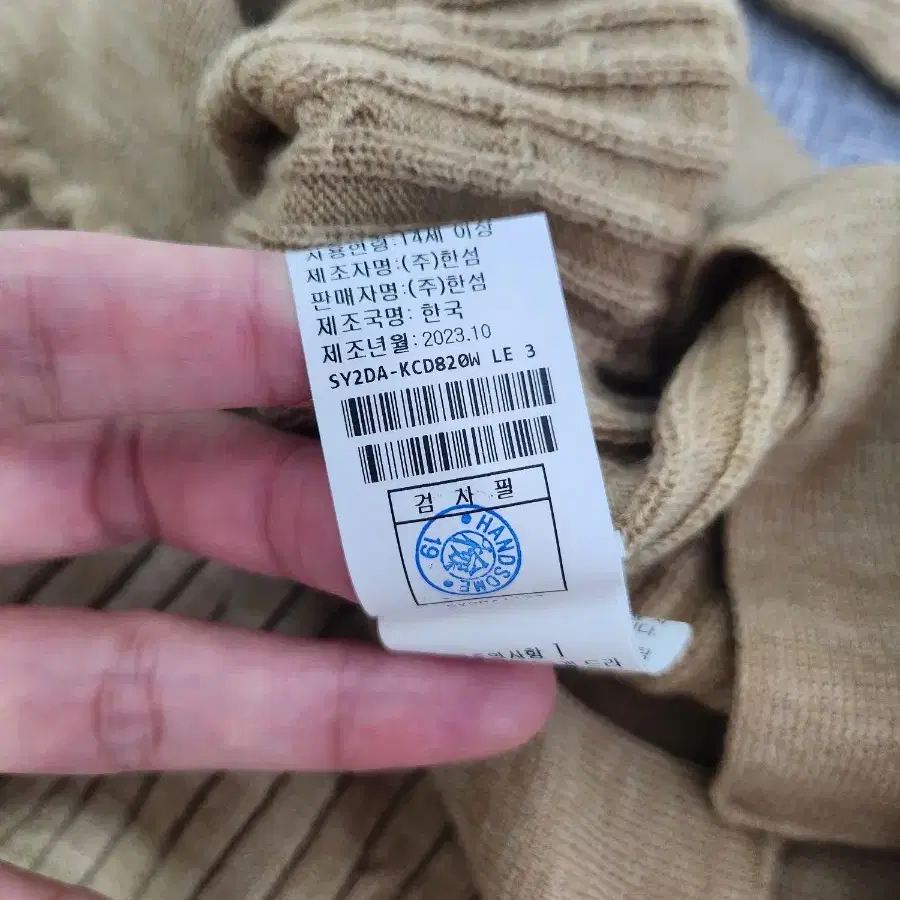 사용연령:14세 이상
제조자명:(주)한섬
판매자명:(주)한섬
제조국명: 한국
제조년월: 2023.10
SY2DA-KCD820W LE 3
검 사 필
HANDSOME
19